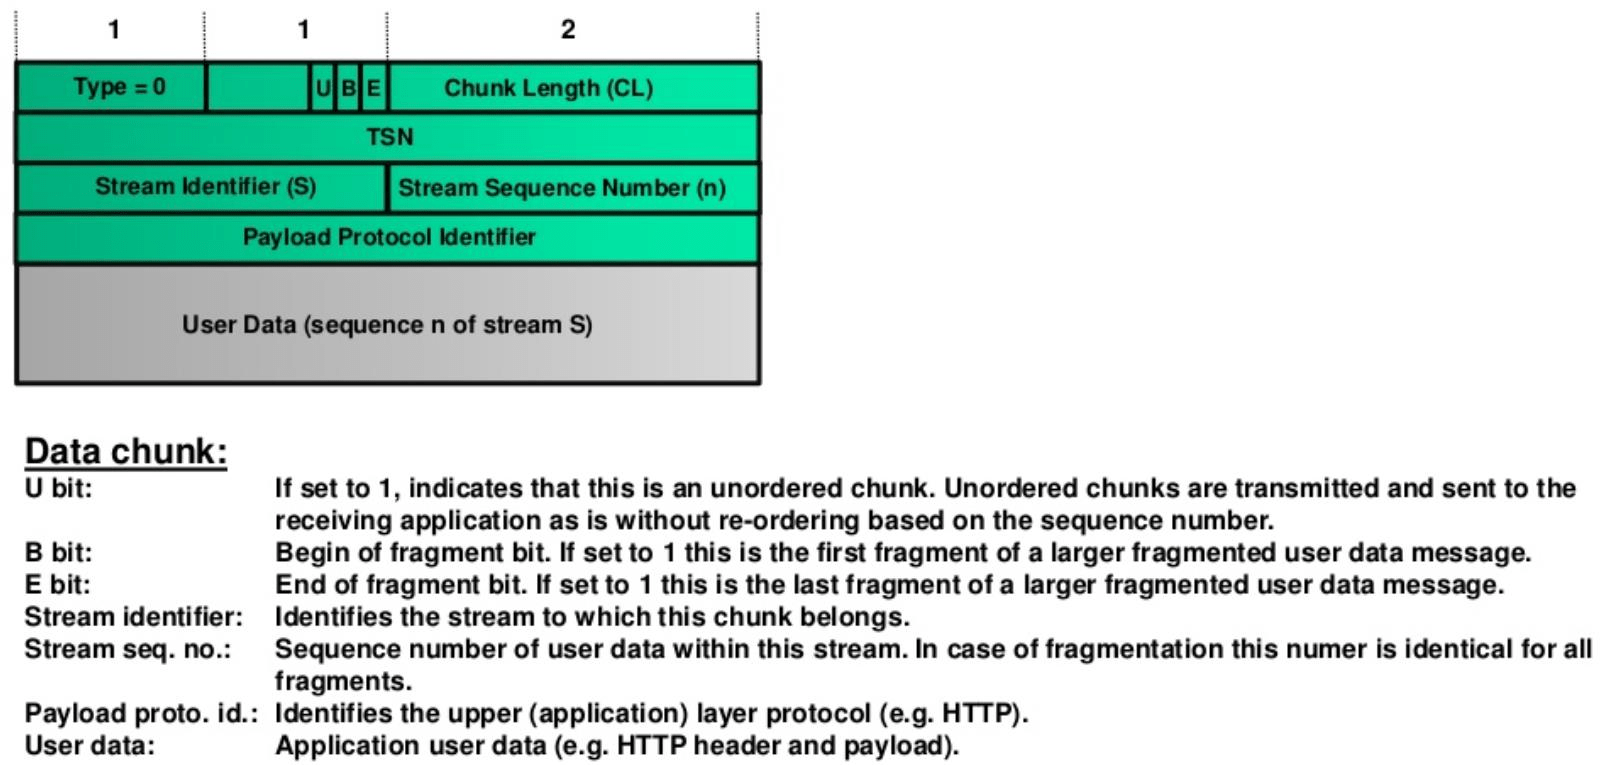 1 1 2
Type = 0 U B E Chunk Length (CL)
TSN
Stream Identifier (S) Stream Sequence Number (n)
Payload Protocol Identifier
User Data (sequence n of stream S)
Data chunk:
U bit: If set to 1, indicates that this is an unordered chunk. Unordered chunks are transmitted and sent to the
receiving application as is without re-ordering based on the sequence number.
B bit: Begin of fragment bit. If set to 1 this is the first fragment of a larger fragmented user data message.
E bit: End of fragment bit. If set to 1 this is the last fragment of a larger fragmented user data message.
Stream identifier: Identifies the stream to which this chunk belongs.
Stream seq. no.: Sequence number of user data within this stream. In case of fragmentation this numer is identical for all
fragments.
Payload proto. id.: Identifies the upper (application) layer protocol (e.g. HTTP).
User data: Application user data (e.g. HTTP header and payload).